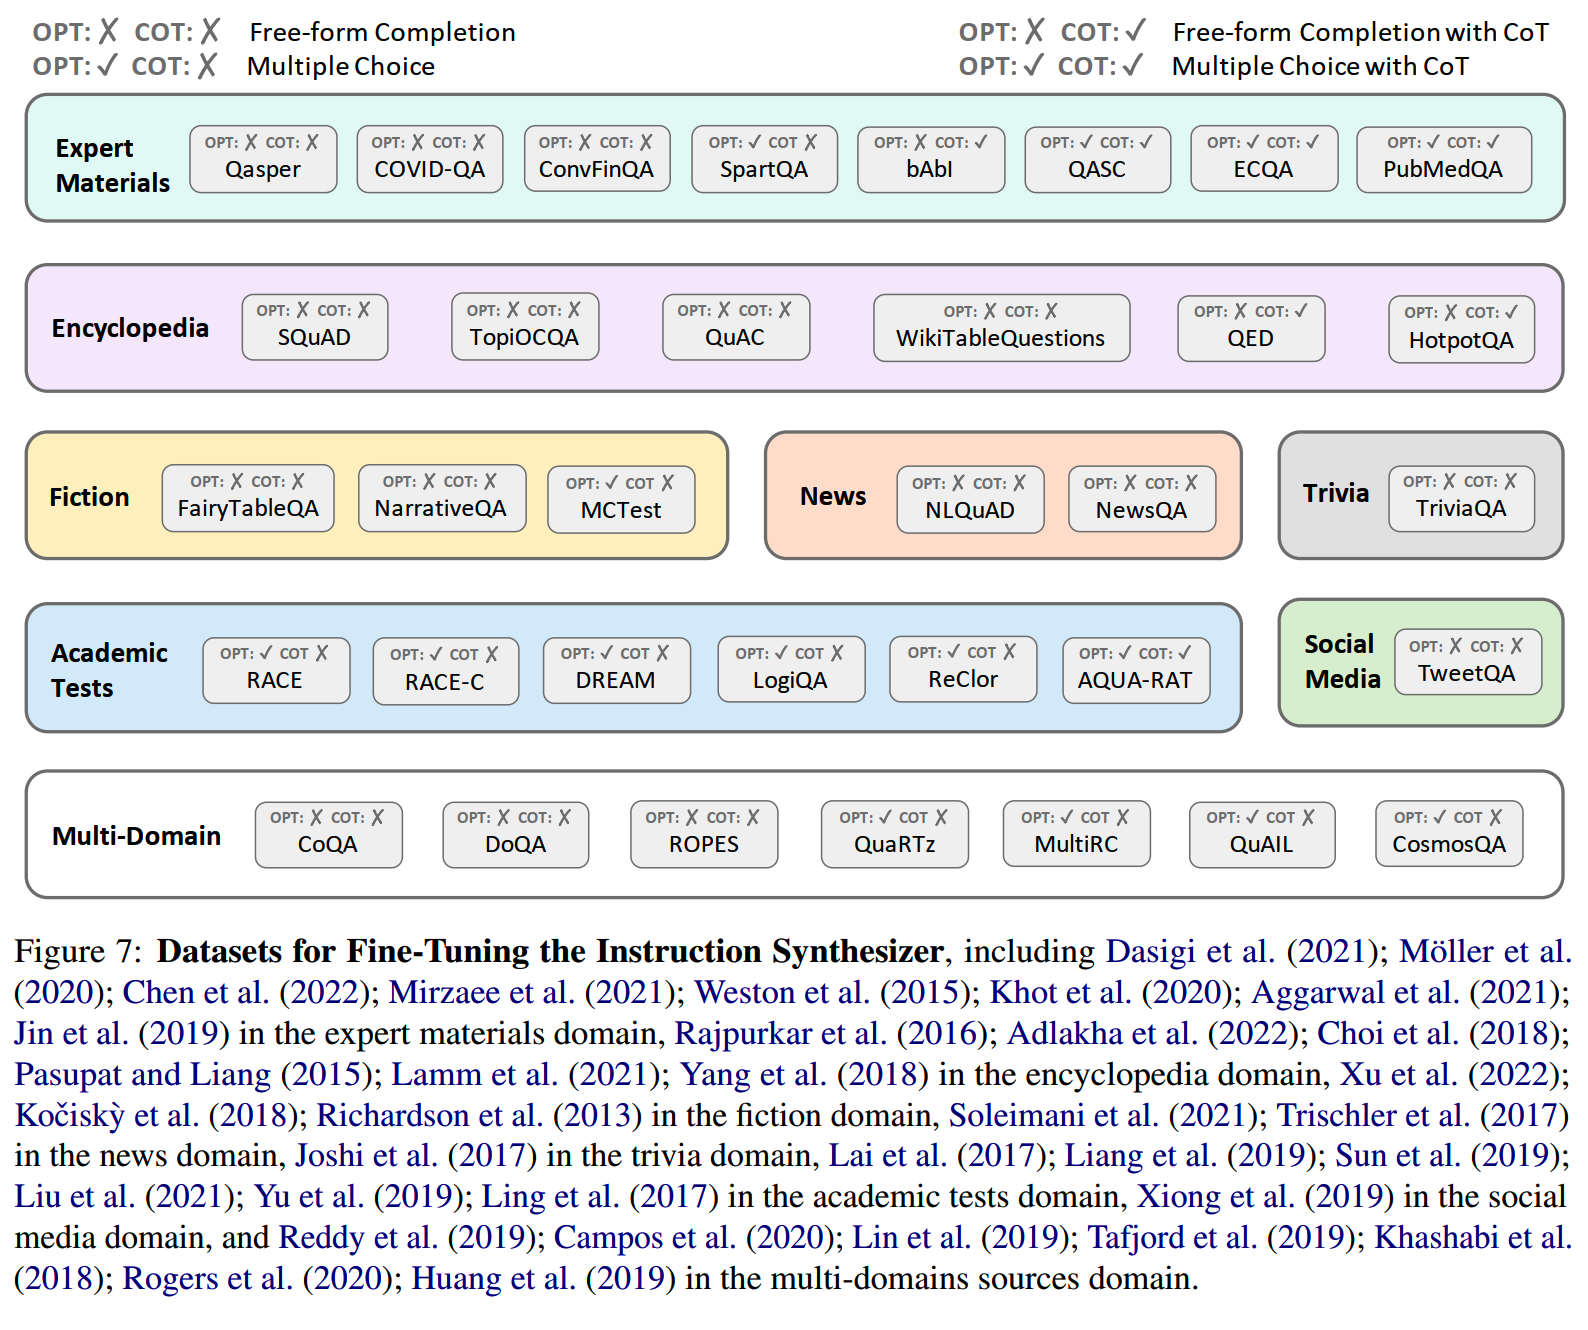 OPT: ✗ COT: ✗ Free-form Completion
OPT: ✓ COT: ✗ Multiple Choice
OPT: ✗ COT: ✓ Free-form Completion with CoT
OPT: ✓ COT: ✓ Multiple Choice with CoT
Expert
Materials
OPT: ✗ COT: ✗
Qasper
OPT: ✗ COT: ✗
COVID-QA
OPT: ✗ COT: ✗
ConvFinQA
OPT: ✓ COT ✗
SpartQA
OPT: ✗ COT: ✓
bAbI
OPT: ✓ COT: ✓
QASC
OPT: ✓ COT: ✓
ECQA
OPT: ✓ COT: ✓
PubMedQA
Encyclopedia
OPT: ✗ COT: ✗
SQuAD
OPT: ✗ COT: ✗
TopiOCQA
OPT: ✗ COT: ✗
QuAC
OPT: ✗ COT: ✗
WikiTableQuestions
OPT: ✗ COT: ✓
QED
OPT: ✗ COT: ✓
HotpotQA
Fiction
OPT: ✗ COT: ✗
FairyTableQA
OPT: ✗ COT: ✗
NarrativeQA
OPT: ✓ COT ✗
MCTest
News
OPT: ✗ COT: ✗
NLQuAD
OPT: ✗ COT: ✗
NewsQA
Trivia
OPT: ✗ COT: ✗
TriviaQA
Academic
Tests
OPT: ✓ COT ✗
RACE
OPT: ✓ COT ✗
RACE-C
OPT: ✓ COT ✗
DREAM
OPT: ✓ COT ✗
LogiQA
OPT: ✓ COT ✗
ReClor
OPT: ✓ COT: ✓
AQUA-RAT
Social
Media
OPT: ✗ COT: ✗
TweetQA
Multi-Domain
OPT: ✗ COT: ✗
CoQA
OPT: ✗ COT: ✗
DoQA
OPT: ✗ COT: ✗
ROPES
OPT: ✓ COT ✗
QuaRTz
OPT: ✓ COT ✗
MultiRC
OPT: ✓ COT ✗
QuAIL
OPT: ✓ COT ✗
CosmosQA
Figure 7: Datasets for Fine-Tuning the Instruction Synthesizer, including Dasigi et al. (2021); Möller et al.
(2020); Chen et al. (2022); Mirzaee et al. (2021); Weston et al. (2015); Khot et al. (2020); Aggarwal et al. (2021);
Jin et al. (2019) in the expert materials domain, Rajpurkar et al. (2016); Adlakha et al. (2022); Choi et al. (2018);
Pasupat and Liang (2015); Lamm et al. (2021); Yang et al. (2018) in the encyclopedia domain, Xu et al. (2022);
Kočiskỳ et al. (2018); Richardson et al. (2013) in the fiction domain, Soleimani et al. (2021); Trischler et al. (2017)
in the news domain, Joshi et al. (2017) in the trivia domain, Lai et al. (2017); Liang et al. (2019); Sun et al. (2019);
Liu et al. (2021); Yu et al. (2019); Ling et al. (2017) in the academic tests domain, Xiong et al. (2019) in the social
media domain, and Reddy et al. (2019); Campos et al. (2020); Lin et al. (2019); Tafjord et al. (2019); Khashabi et al.
(2018); Rogers et al. (2020); Huang et al. (2019) in the multi-domains sources domain.